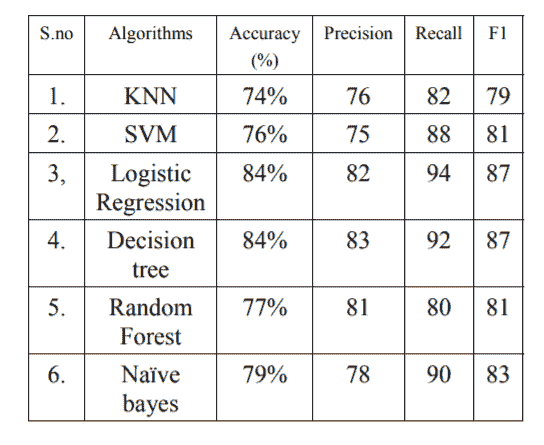 S.no Algorithms Accuracy Precision Recall F1
(%)
1. KNN 74% 76 82 79
2. SVM 76% 75 88 81
3, Logistic 84% 82 94 87
Regression
4. Decision 84% 83 92 87
tree
5. Random 77% 81 80 81
Forest
6. Naïve 79% 78 90 83
bayes